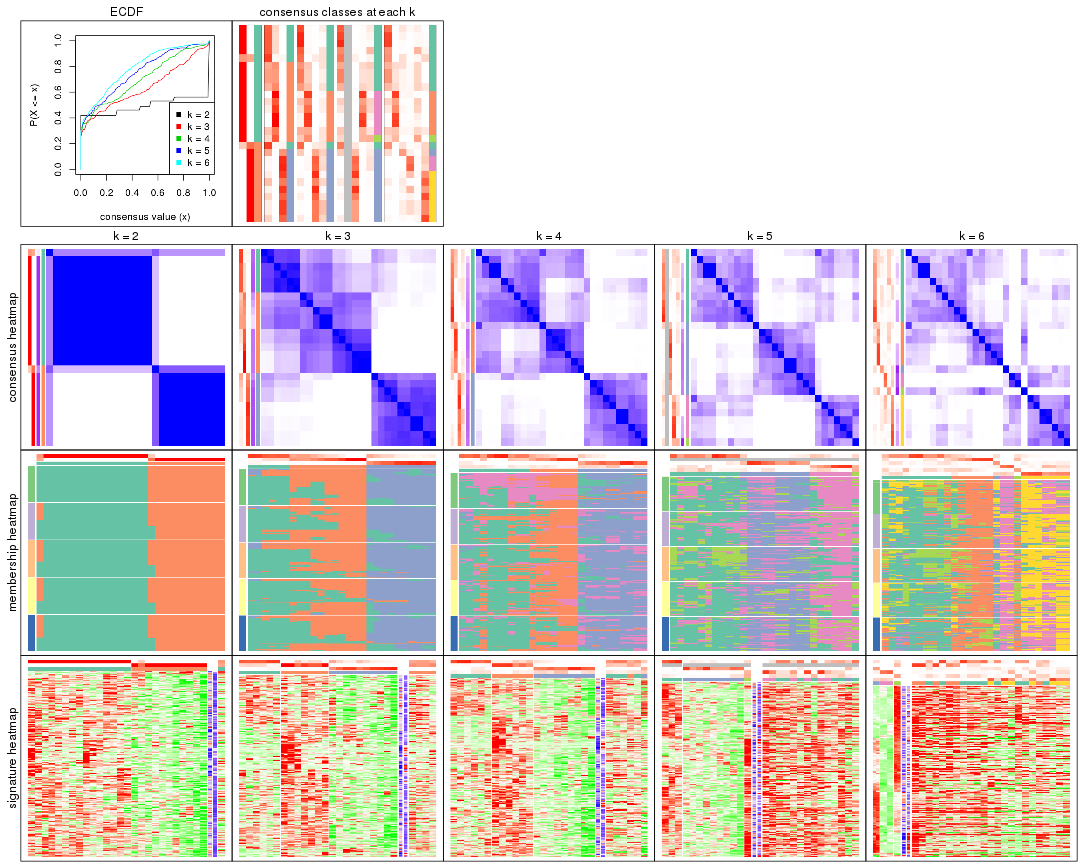 ECDF
consensus classes at each k
P(X <= x)
0.0 0.2 0.4 0.6 0.8 1.0
k = 2
k = 3
k = 4
k = 5
k = 6
0.0 0.2 0.4 0.6 0.8 1.0
consensus value (x)
k = 2
k = 3
k = 4
k = 5
k = 6
consensus heatmap
membership heatmap
signature heatmap